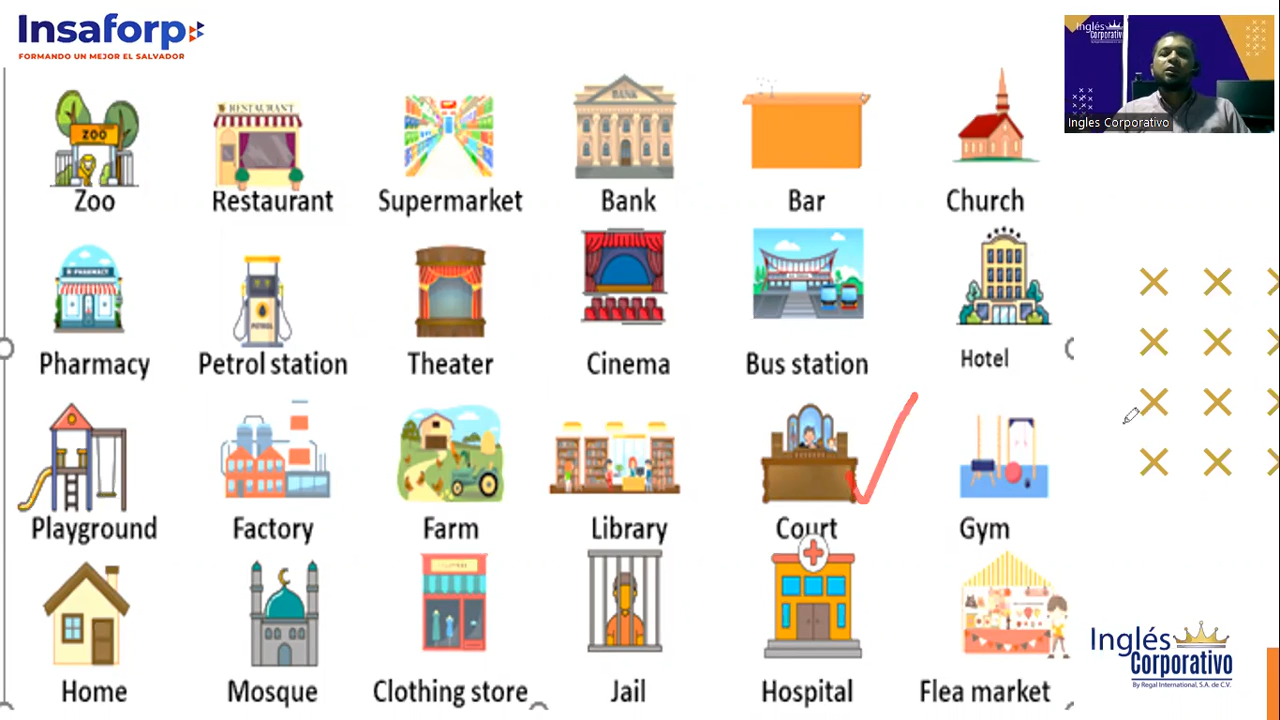 Insaforp
FORMANDO UN MEJOR EL SALVADOR
Inglés
Corporativo
Ingles Corporativo
ZOO
RESTAURANT
BANK
Zoo Restaurant Supermarket Bank Bar Church
PHARMACY
PETROL
Pharmacy Petrol station Theater Cinema Bus station Hotel
Playground Factory Farm Library Court Gym
Home Mosque Clothing store Jail Hospital Flea market
Inglés
Corporativo
By Regal International, S.A. de C.V.